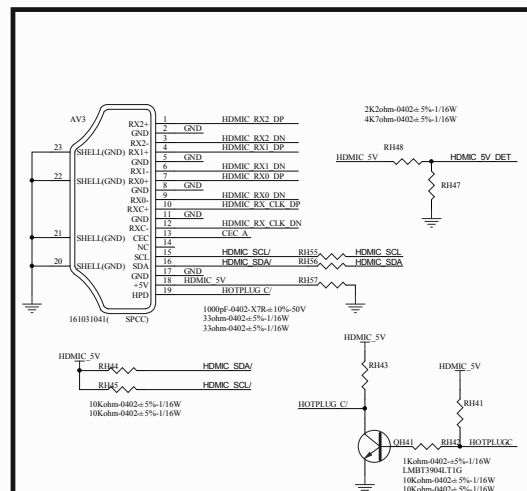 AV3
RX2+ 1 HDMIC_RX2_DP
GND 2 GND
RX2- 3 HDMIC_RX2_DN
23 SHELL(GND) RX1+ 4 HDMIC_RX1_DP
GND 5 GND
RX1- 6 HDMIC_RX1_DN
22 SHELL(GND) RX0+ 7 HDMIC_RX0_DP
GND 8 GND
RX0- 9 HDMIC_RX0_DN
RXC+ 10 HDMIC_RX_CLK_DP
GND 11 GND
RXC- 12 HDMIC_RX_CLK_DN
21 SHELL(GND) CEC 13 CEC_A
NC 14
SCL 15 HDMIC_SCL/ RH55 HDMIC_SCL
20 SHELL(GND) SDA 16 HDMIC_SDA/ RH56 HDMIC_SDA
GND 17 GND
+5V 18 HDMIC_5V RH57
HPD 19 HOTPLUG_C/
161031041( SPCC)
1000pF-0402-X7R-±10%-50V
33ohm-0402-±5%-1/16W
33ohm-0402-±5%-1/16W
2K2ohm-0402-±5%-1/16W
4K7ohm-0402-±5%-1/16W
RH48
HDMIC_5V HDMIC_5V_DET
RH47
HDMIC_5V
RH44 HDMIC_SDA/
RH45 HDMIC_SCL/
10Kohm-0402-±5%-1/16W
10Kohm-0402-±5%-1/16W
HDMIC_5V
RH43
HDMIC_5V
RH41
HOTPLUG_C/
QH41 RH42 HOTPLUGC
1Kohm-0402-±5%-1/16W
LMBT3904LT1G
10Kohm-0402-±5%-1/16W
10Kohm-0402-±5%-1/16W